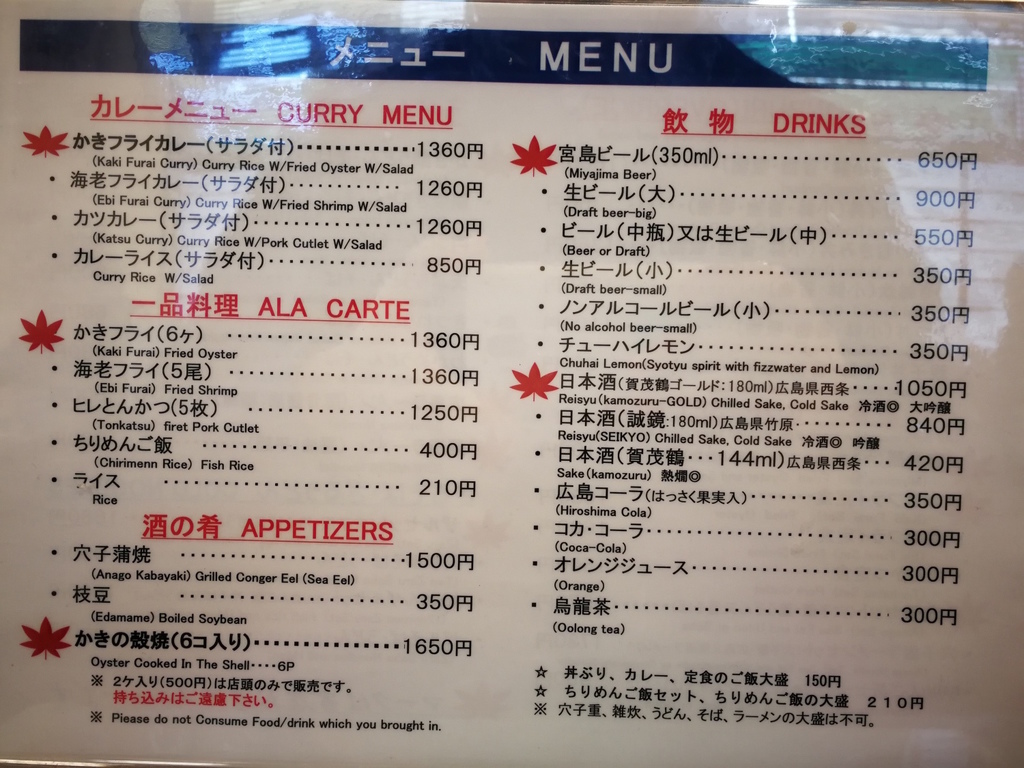 メニュー MENU
カレーメニュー CURRY MENU
かきフライカレー(サラダ付)・・・・・・・・・・・・・・1360円
(Kaki Furai Curry) Curry Rice W/Fried Oyster W/Salad
・ 海老フライカレー(サラダ付)・・・・・・・・・・・・ 1260円
(Ebi Furai Curry) Curry Rice W/Fried Shrimp W/Salad
・ カツカレー(サラダ付)・・・・・・・・・・・・・・・・ 1260円
(Katsu Curry) Curry Rice W/Pork Cutlet W/Salad
・ カレーライス(サラダ付)・・・・・・・・・・・・・・ 850円
Curry Rice W/Salad
一品料理 ALA CARTE
かきフライ(6ヶ) ・・・・・・・・・・・・・・・・・・1360円
(Kaki Furai) Fried Oyster
・ 海老フライ(5尾) ・・・・・・・・・・・・・・・・・1360円
(Ebi Furai) Fried Shrimp
・ ヒレとんかつ(5枚) ・・・・・・・・・・・・・・・・ 1250円
(Tonkatsu) firet Pork Cutlet
・ ちりめんご飯 ・・・・・・・・・・・・・・・・・・・ 400円
(Chirimenn Rice) Fish Rice
・ ライス ・・・・・・・・・・・・・・・・・・・・・・ 210円
Rice
酒の肴 APPETIZERS
・ 穴子蒲焼 ・・・・・・・・・・・・・・・・・・・・・・1500円
(Anago Kabayaki) Grilled Conger Eel (Sea Eel)
・ 枝豆 ・・・・・・・・・・・・・・・・・・・・・・ 350円
(Edamame) Boiled Soybean
かきの殻焼(6コ入り)・・・・・・・・・・・・・・・・・・1650円
Oyster Cooked In The Shell・・・・6P
※ 2ケ入り(500円)は店頭のみで販売です。
持ち込みはご遠慮下さい。
※ Please do not Consume Food/drink which you brought in.
飲 物 DRINKS
宮島ビール(350ml)・・・・・・・・・・・・・・・・・ 650円
(Miyajima Beer)
・ 生ビール(大)・・・・・・・・・・・・・・・・・・・ 900円
(Draft beer-big)
・ ビール(中瓶)又は生ビール(中)・・・・・・・ 550円
(Beer or Draft)
・ 生ビール(小)・・・・・・・・・・・・・・・・・・・ 350円
(Draft beer-small)
・ ノンアルコールビール(小)・・・・・・・・・・・・ 350円
(No alcohol beer-small)
・ チューハイレモン・・・・・・・・・・・・・・・・・・ 350円
Chuhai Lemon(Syotyu spirit with fizzwater and Lemon)
日本酒(賀茂鶴ゴールド:180ml)広島県西条・・・・1050円
Reisyu(kamozuru-GOLD) Chilled Sake, Cold Sake 冷酒◎ 大吟醸
・ 日本酒(誠鏡:180ml)広島県竹原・・・・・・・・・・ 840円
Reisyu(SEIKYO) Chilled Sake, Cold Sake 冷酒◎ 吟醸
・ 日本酒(賀茂鶴・・・144ml)広島県西条・・・ 420円
Sake(kamozuru) 熱燗◎
・ 広島コーラ(はっさく果実入)・・・・・・・・・・・・ 350円
(Hiroshima Cola)
・ コカ・コーラ・・・・・・・・・・・・・・・・・・・・・ 300円
(Coca-Cola)
・ オレンジジュース・・・・・・・・・・・・・・・・・・ 300円
(Orange)
・ 烏龍茶・・・・・・・・・・・・・・・・・・・・・・・・ 300円
(Oolong tea)
☆ 丼ぶり、カレー、定食のご飯大盛 150円
☆ ちりめんご飯セット、ちりめんご飯の大盛 210円
※ 穴子重、雑炊、うどん、そば、ラーメンの大盛は不可。